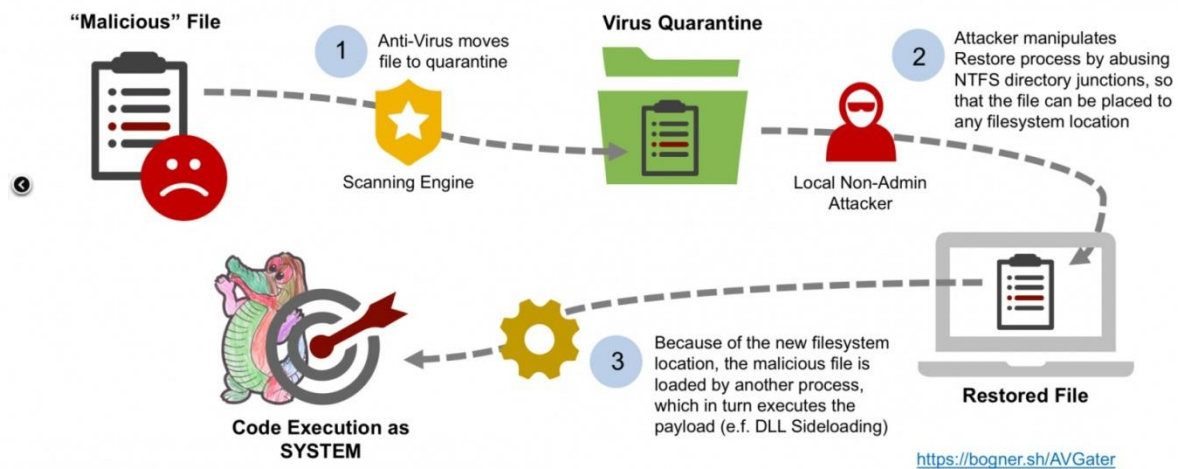 “Malicious” File
1
Anti-Virus moves
file to quarantine
Scanning Engine
Virus Quarantine
2
Attacker manipulates
Restore process by abusing
NTFS directory junctions, so
that the file can be placed to
any filesystem location
Local Non-Admin
Attacker
Restored File
3
Because of the new filesystem
location, the malicious file is
loaded by another process,
which in turn executes the
payload (e.f. DLL Sideloading)
Code Execution as
SYSTEM
https://bogner.sh/AVGater